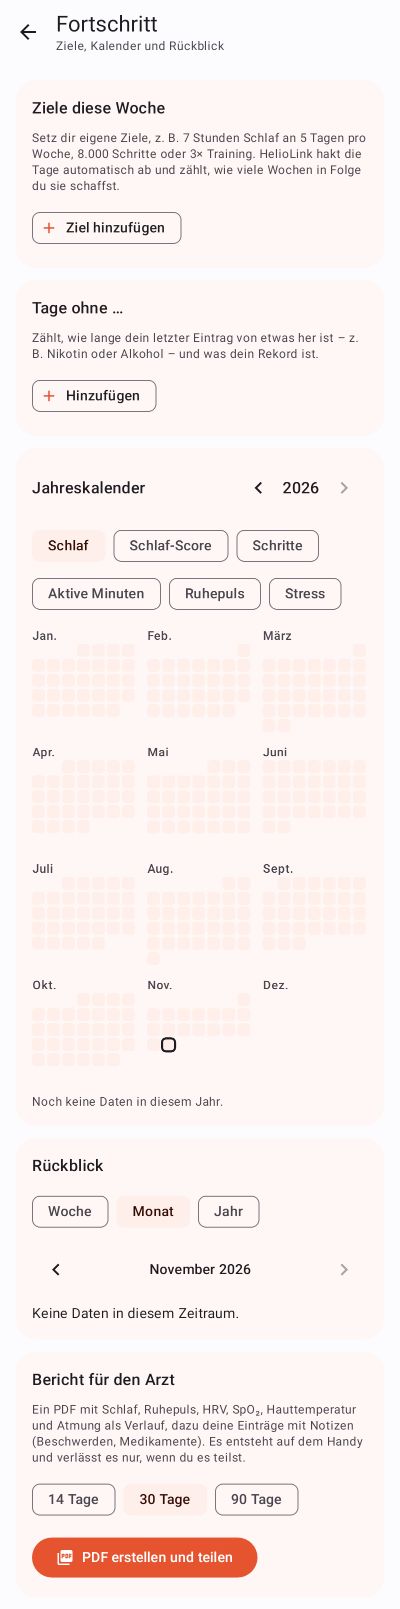 Fortschritt
Ziele, Kalender und Rückblick
Ziele diese Woche
Setz dir eigene Ziele, z. B. 7 Stunden Schlaf an 5 Tagen pro
Woche, 8.000 Schritte oder 3× Training. HelioLink hakt die
Tage automatisch ab und zählt, wie viele Wochen in Folge
du sie schaffst.
+ Ziel hinzufügen
Tage ohne …
Zählt, wie lange dein letzter Eintrag von etwas her ist – z.
B. Nikotin oder Alkohol – und was dein Rekord ist.
+ Hinzufügen
Jahreskalender 2026
Schlaf Schlaf-Score Schritte
Aktive Minuten Ruhepuls Stress
Jan. Feb. März
Apr. Mai Juni
Juli Aug. Sept.
Okt. Nov. Dez.
Noch keine Daten in diesem Jahr.
Rückblick
Woche Monat Jahr
November 2026
Keine Daten in diesem Zeitraum.
Bericht für den Arzt
Ein PDF mit Schlaf, Ruhepuls, HRV, SpO₂, Hauttemperatur
und Atmung als Verlauf, dazu deine Einträge mit Notizen
(Beschwerden, Medikamente). Es entsteht auf dem Handy
und verlässt es nur, wenn du es teilst.
14 Tage 30 Tage 90 Tage
PDF PDF erstellen und teilen